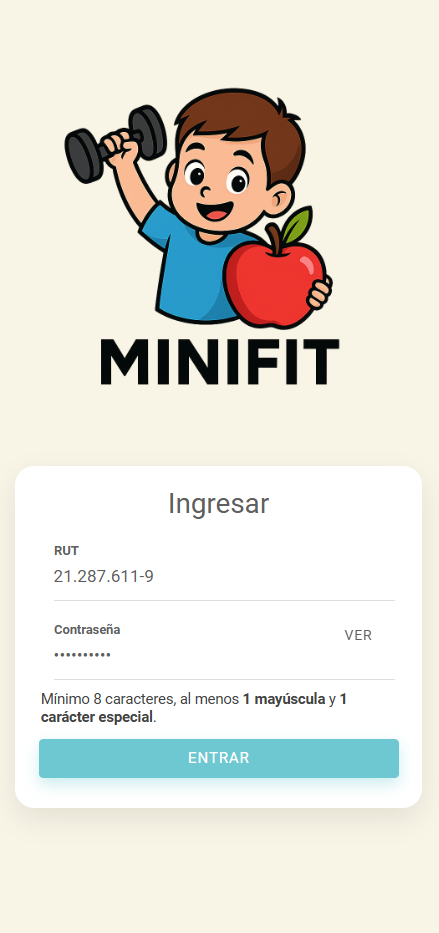 MINIFIT
Ingresar
RUT
21.287.611-9
Contraseña
••••••••••
VER
Mínimo 8 caracteres, al menos 1 mayúscula y 1
carácter especial.
ENTRAR